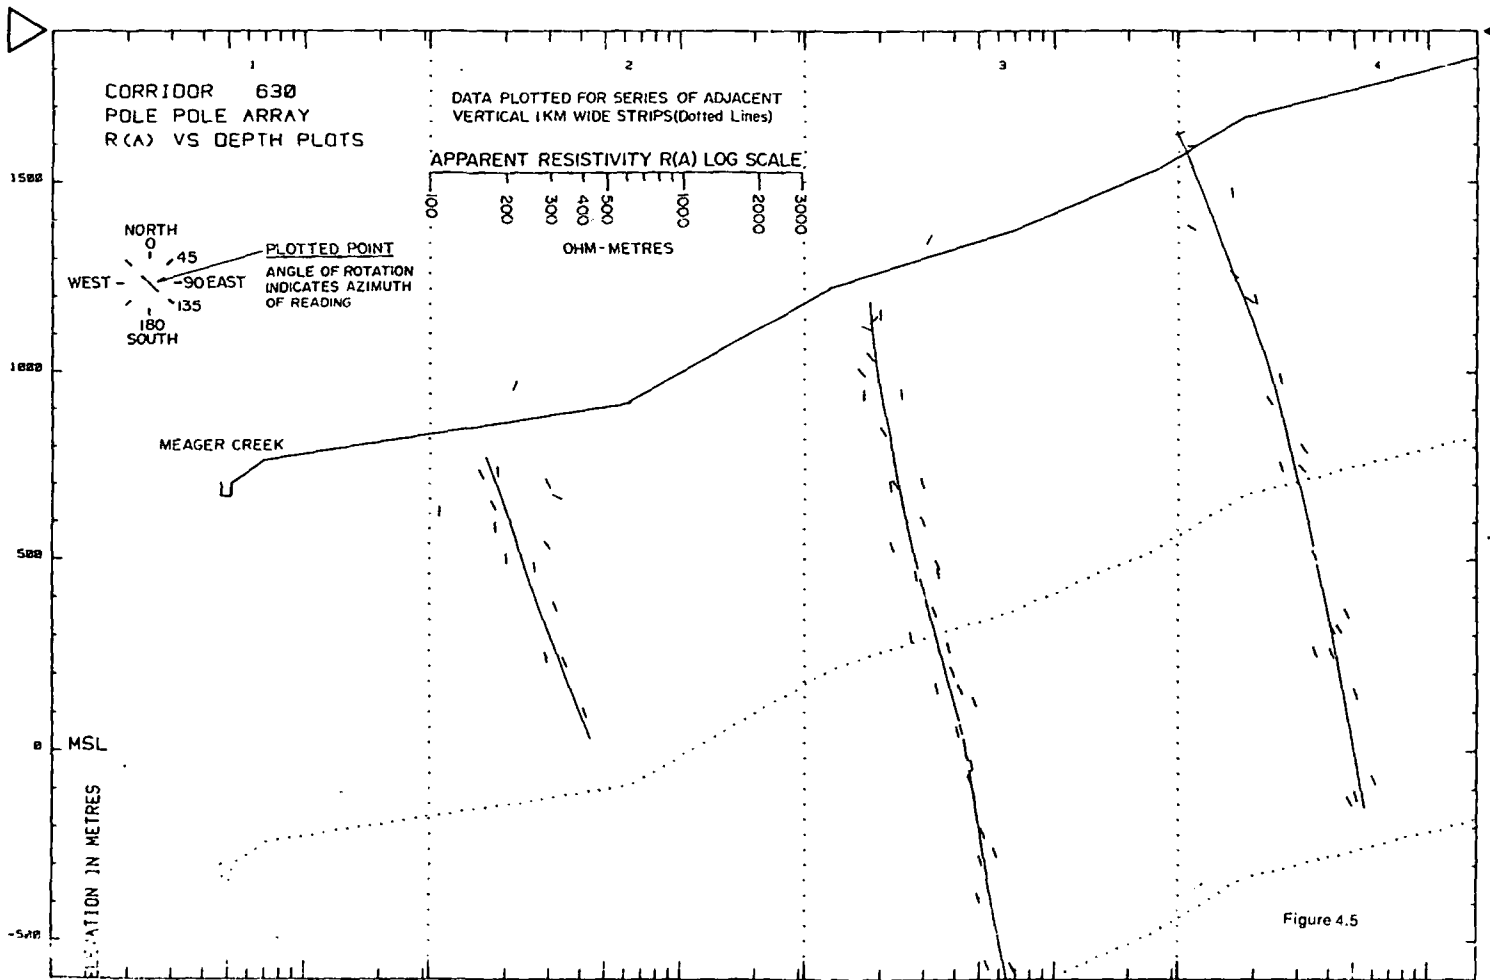 1 2 3 4
CORRIDOR 630
POLE POLE ARRAY
R(A) VS DEPTH PLOTS
DATA PLOTTED FOR SERIES OF ADJACENT
VERTICAL 1KM WIDE STRIPS(Dotted Lines)
APPARENT RESISTIVITY R(A) LOG SCALE
100 200 300 400 500 1000 2000 3000
OHM-METRES
1500
NORTH
0
45
WEST
90 EAST
135
180
SOUTH
PLOTTED POINT
ANGLE OF ROTATION
INDICATES AZIMUTH
OF READING
1000
MEAGER CREEK
500
0 MSL
ELEVATION IN METRES
-500
Figure 4.5